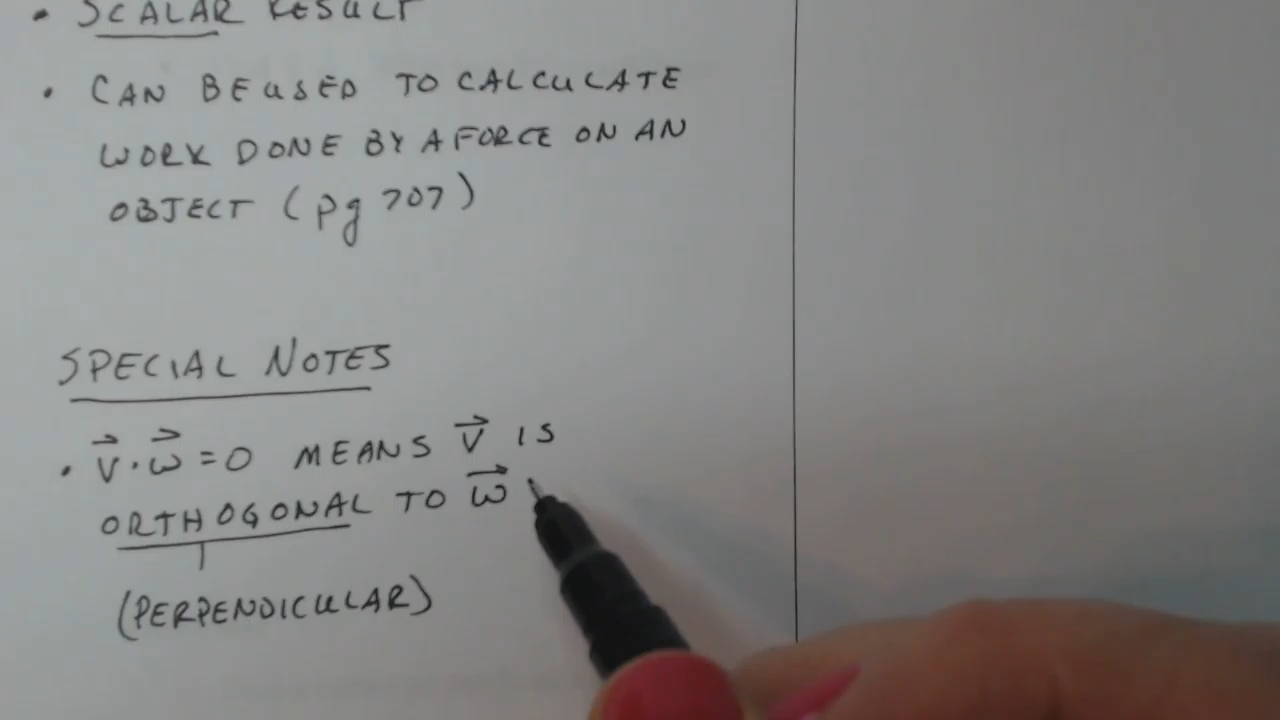 • SCALAR RESULT
• CAN BE USED TO CALCULATE
WORK DONE BY A FORCE ON AN
OBJECT (pg 707)
SPECIAL NOTES
• v⃗ · w⃗ = 0 MEANS v⃗ IS
ORTHOGONAL TO w⃗
(PERPENDICULAR)